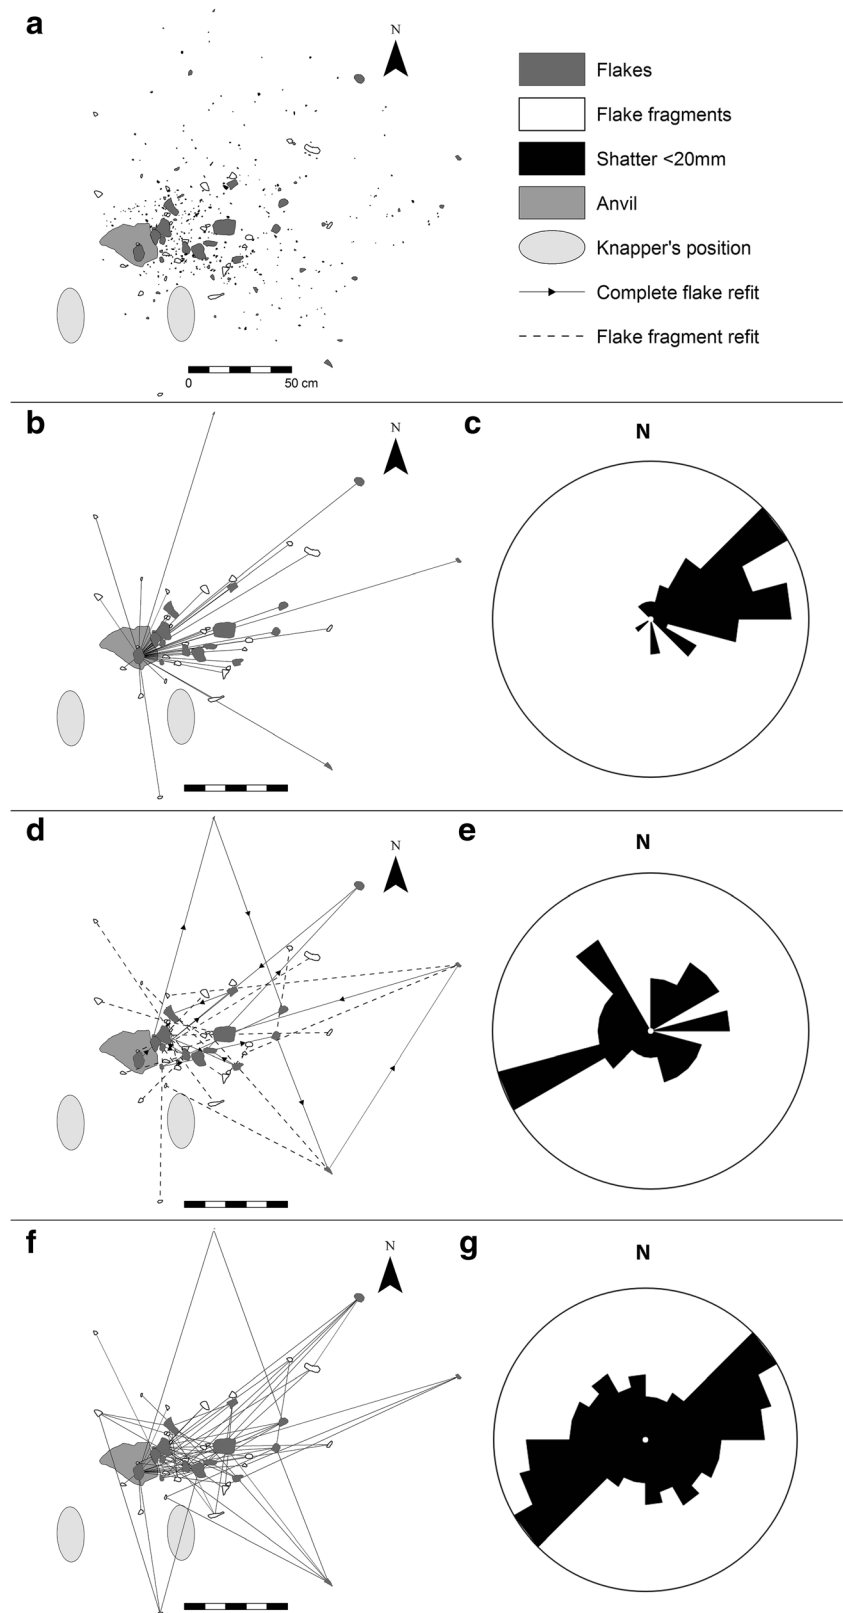 a
N
Flakes
Flake fragments
Shatter <20mm
Anvil
Knapper's position
Complete flake refit
Flake fragment refit
0 50 cm
b
N
c
N
d
N
e
N
f
N
g
N